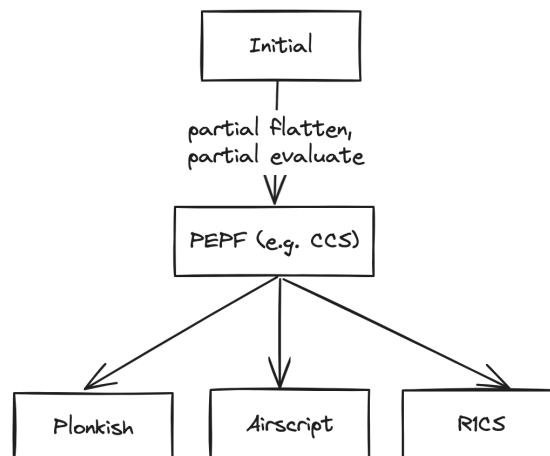 Initial
partial flatten,
partial evaluate
PEPF (e.g. CCS)
Plonkish
Airscript
R1CS